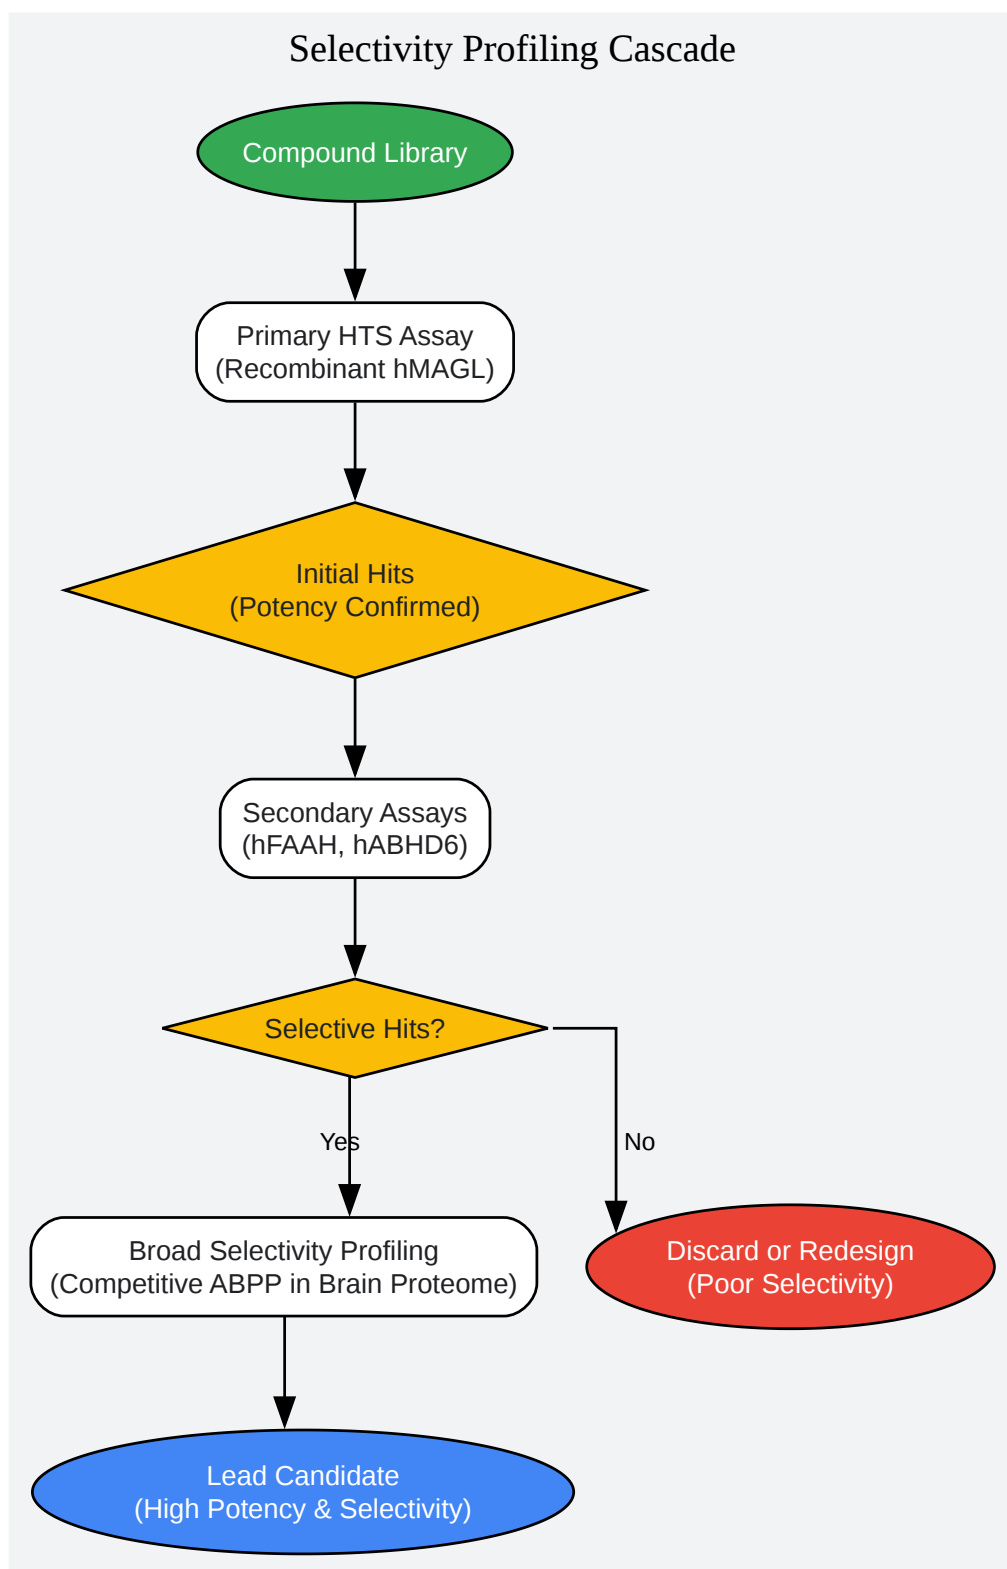 Selectivity Profiling Cascade
Compound Library
Primary HTS Assay
(Recombinant hMAGL)
Initial Hits
(Potency Confirmed)
Secondary Assays
(hFAAH, hABHD6)
Selective Hits?
Yes
No
Broad Selectivity Profiling
(Competitive ABPP in Brain Proteome)
Discard or Redesign
(Poor Selectivity)
Lead Candidate
(High Potency & Selectivity)